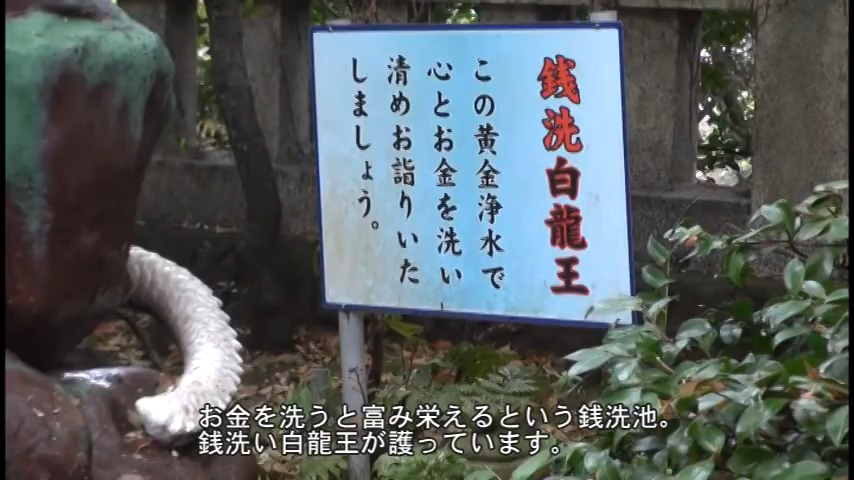 銭洗白龍王
この黄金浄水で
心とお金を洗い
清めお詣りいた
しましょう。
お金を洗うと富み栄えるという銭洗池。
銭洗い白龍王が護っています。